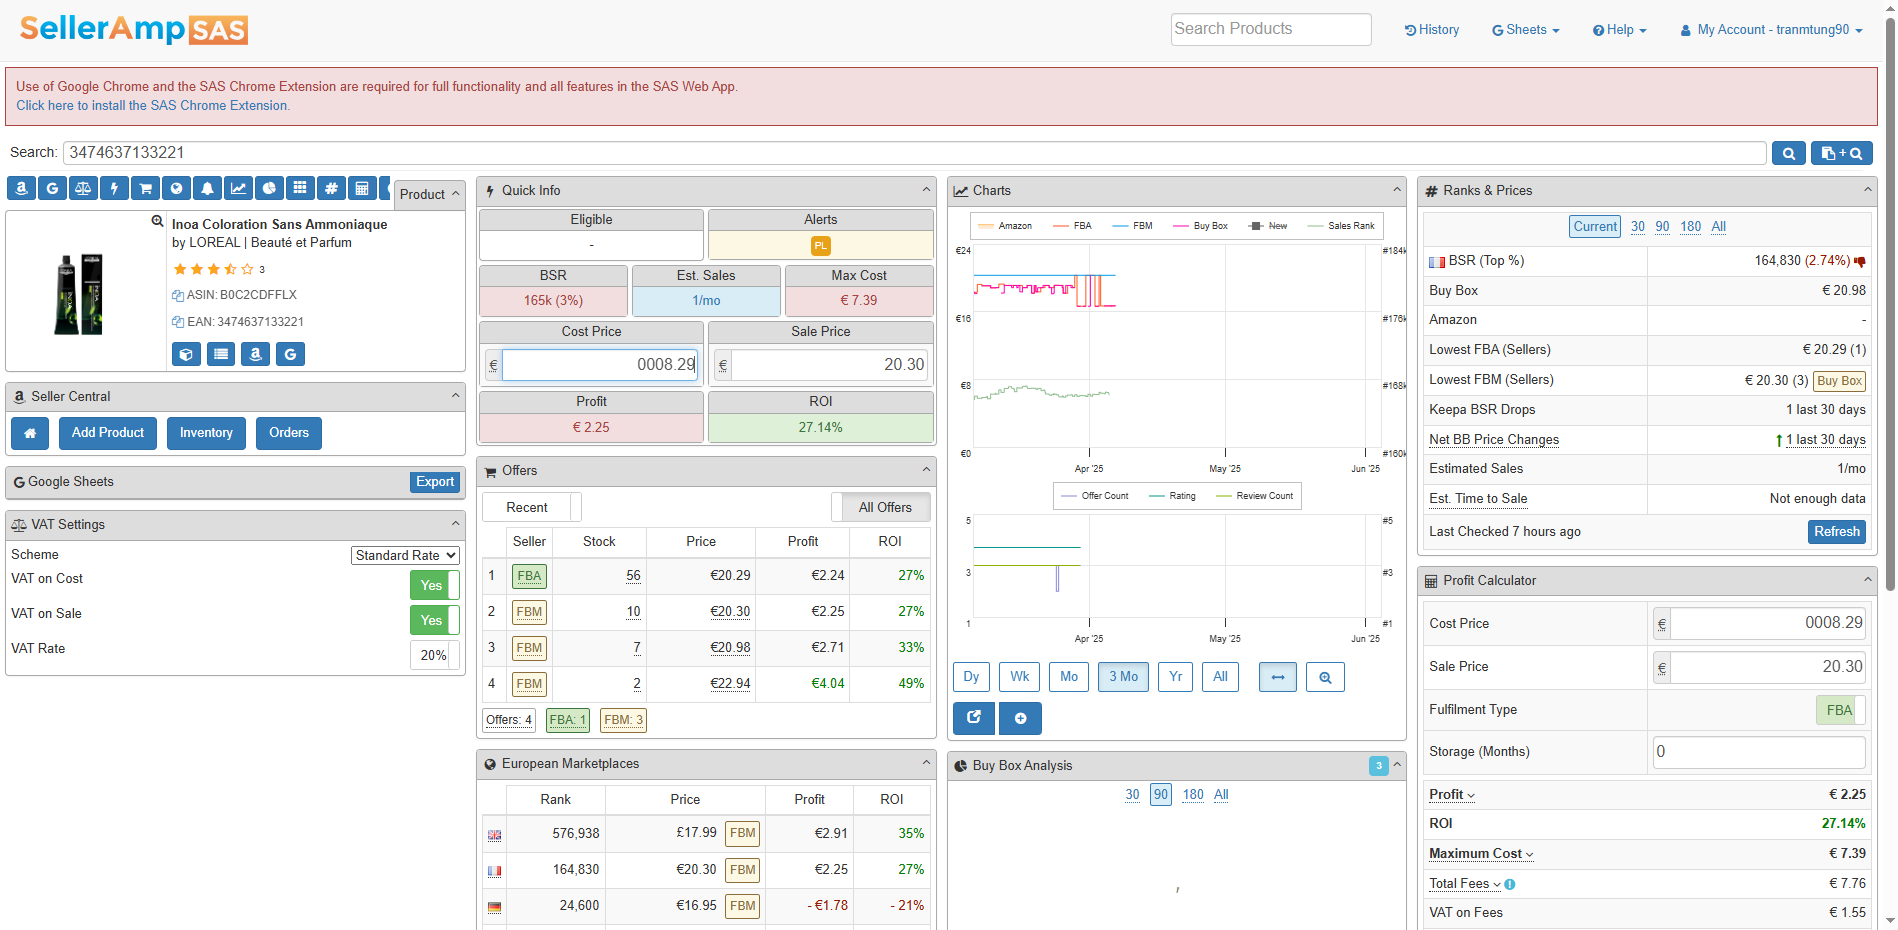 SellerAmp SAS
Search Products
History
Sheets
Help
My Account - tranmtung90
Use of Google Chrome and the SAS Chrome Extension are required for full functionality and all features in the SAS Web App.
Click here to install the SAS Chrome Extension.
Search: 3474637133221
Product
Inoa Coloration Sans Ammoniaque
by LOREAL | Beauté et Parfum
3
ASIN: B0C2CDFFLX
EAN: 3474637133221
Seller Central
Add Product Inventory Orders
Google Sheets Export
VAT Settings
Scheme Standard Rate
VAT on Cost Yes
VAT on Sale Yes
VAT Rate 20%
Quick Info
Eligible Alerts
- PL
BSR Est. Sales Max Cost
165k (3%) 1/mo € 7.39
Cost Price Sale Price
€ 0008.29 € 20.30
Profit ROI
€ 2.25 27.14%
Offers
Recent All Offers
Seller Stock Price Profit ROI
1 FBA 56 €20.29 €2.24 27%
2 FBM 10 €20.30 €2.25 27%
3 FBM 7 €20.98 €2.71 33%
4 FBM 2 €22.94 €4.04 49%
Offers: 4 FBA: 1 FBM: 3
European Marketplaces
Rank Price Profit ROI
576,938 £17.99 FBM €2.91 35%
164,830 €20.30 FBM €2.25 27%
24,600 €16.95 FBM - €1.78 - 21%
Charts
Amazon FBA FBM Buy Box New Sales Rank
€24 #184k
€16 #176k
€8 #168k
€0 #160k
Apr '25 May '25 Jun '25
Offer Count Rating Review Count
5 #5
3 #3
1 #1
Apr '25 May '25 Jun '25
Dy Wk Mo 3 Mo Yr All
Buy Box Analysis 3
30 90 180 All
Ranks & Prices
Current 30 90 180 All
BSR (Top %) 164,830 (2.74%)
Buy Box € 20.98
Amazon -
Lowest FBA (Sellers) € 20.29 (1)
Lowest FBM (Sellers) € 20.30 (3) Buy Box
Keepa BSR Drops 1 last 30 days
Net BB Price Changes 1 last 30 days
Estimated Sales 1/mo
Est. Time to Sale Not enough data
Last Checked 7 hours ago Refresh
Profit Calculator
Cost Price € 0008.29
Sale Price € 20.30
Fulfilment Type FBA
Storage (Months) 0
Profit € 2.25
ROI 27.14%
Maximum Cost € 7.39
Total Fees € 7.76
VAT on Fees € 1.55